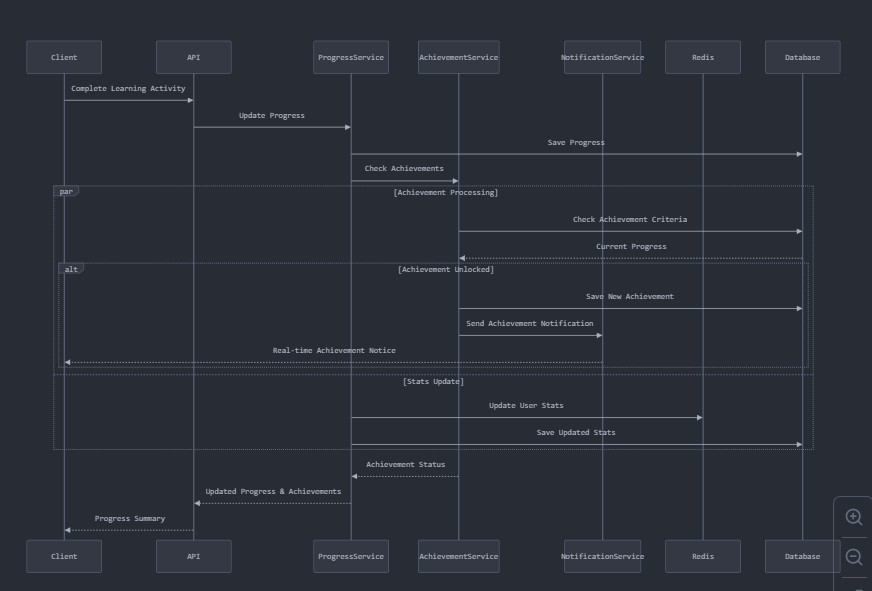 Client
API
ProgressService
AchievementService
NotificationService
Redis
Database
Complete Learning Activity
Update Progress
Save Progress
Check Achievements
par
[Achievement Processing]
Check Achievement Criteria
Current Progress
alt
[Achievement Unlocked]
Save New Achievement
Send Achievement Notification
Real-time Achievement Notice
[Stats Update]
Update User Stats
Save Updated Stats
Achievement Status
Updated Progress & Achievements
Progress Summary
Client
API
ProgressService
AchievementService
NotificationService
Redis
Database